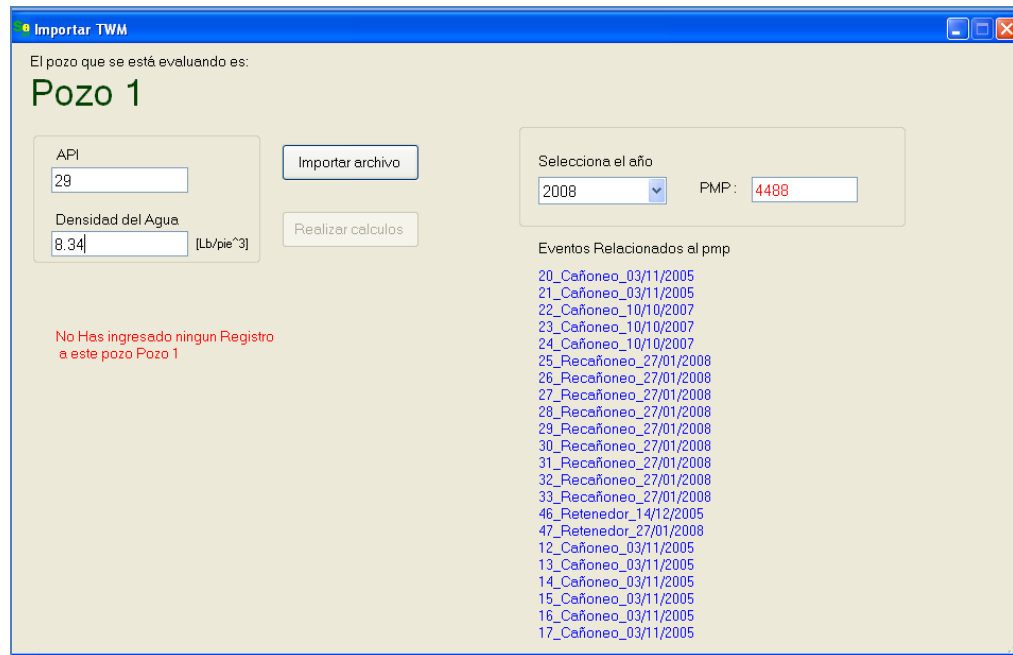 Importar TWM
El pozo que se está evaluando es:
Pozo 1
API
29
Densidad del Agua
8.34 [Lb/pie^3]
Importar archivo
Realizar calculos
No Has ingresado ningun Registro
a este pozo Pozo 1
Selecciona el año
2008 PMP: 4488
Eventos Relacionados al pmp
20_Cañoneo_03/11/2005
21_Cañoneo_03/11/2005
22_Cañoneo_10/10/2007
23_Cañoneo_10/10/2007
24_Cañoneo_10/10/2007
25_Recañoneo_27/01/2008
26_Recañoneo_27/01/2008
27_Recañoneo_27/01/2008
28_Recañoneo_27/01/2008
29_Recañoneo_27/01/2008
30_Recañoneo_27/01/2008
31_Recañoneo_27/01/2008
32_Recañoneo_27/01/2008
33_Recañoneo_27/01/2008
46_Retenedor_14/12/2005
47_Retenedor_27/01/2008
12_Cañoneo_03/11/2005
13_Cañoneo_03/11/2005
14_Cañoneo_03/11/2005
15_Cañoneo_03/11/2005
16_Cañoneo_03/11/2005
17_Cañoneo_03/11/2005